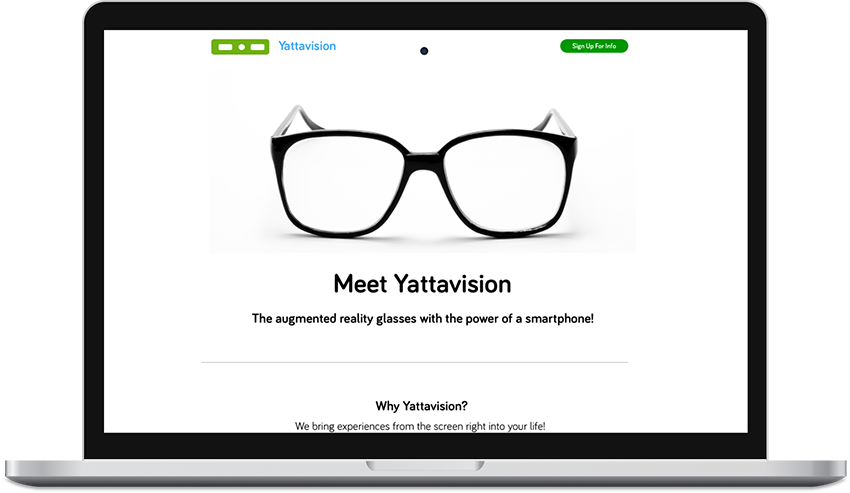 Yattavision
Sign Up For Info
Meet Yattavision
The augmented reality glasses with the power of a smartphone!
Why Yattavision?
We bring experiences from the screen right into your life!